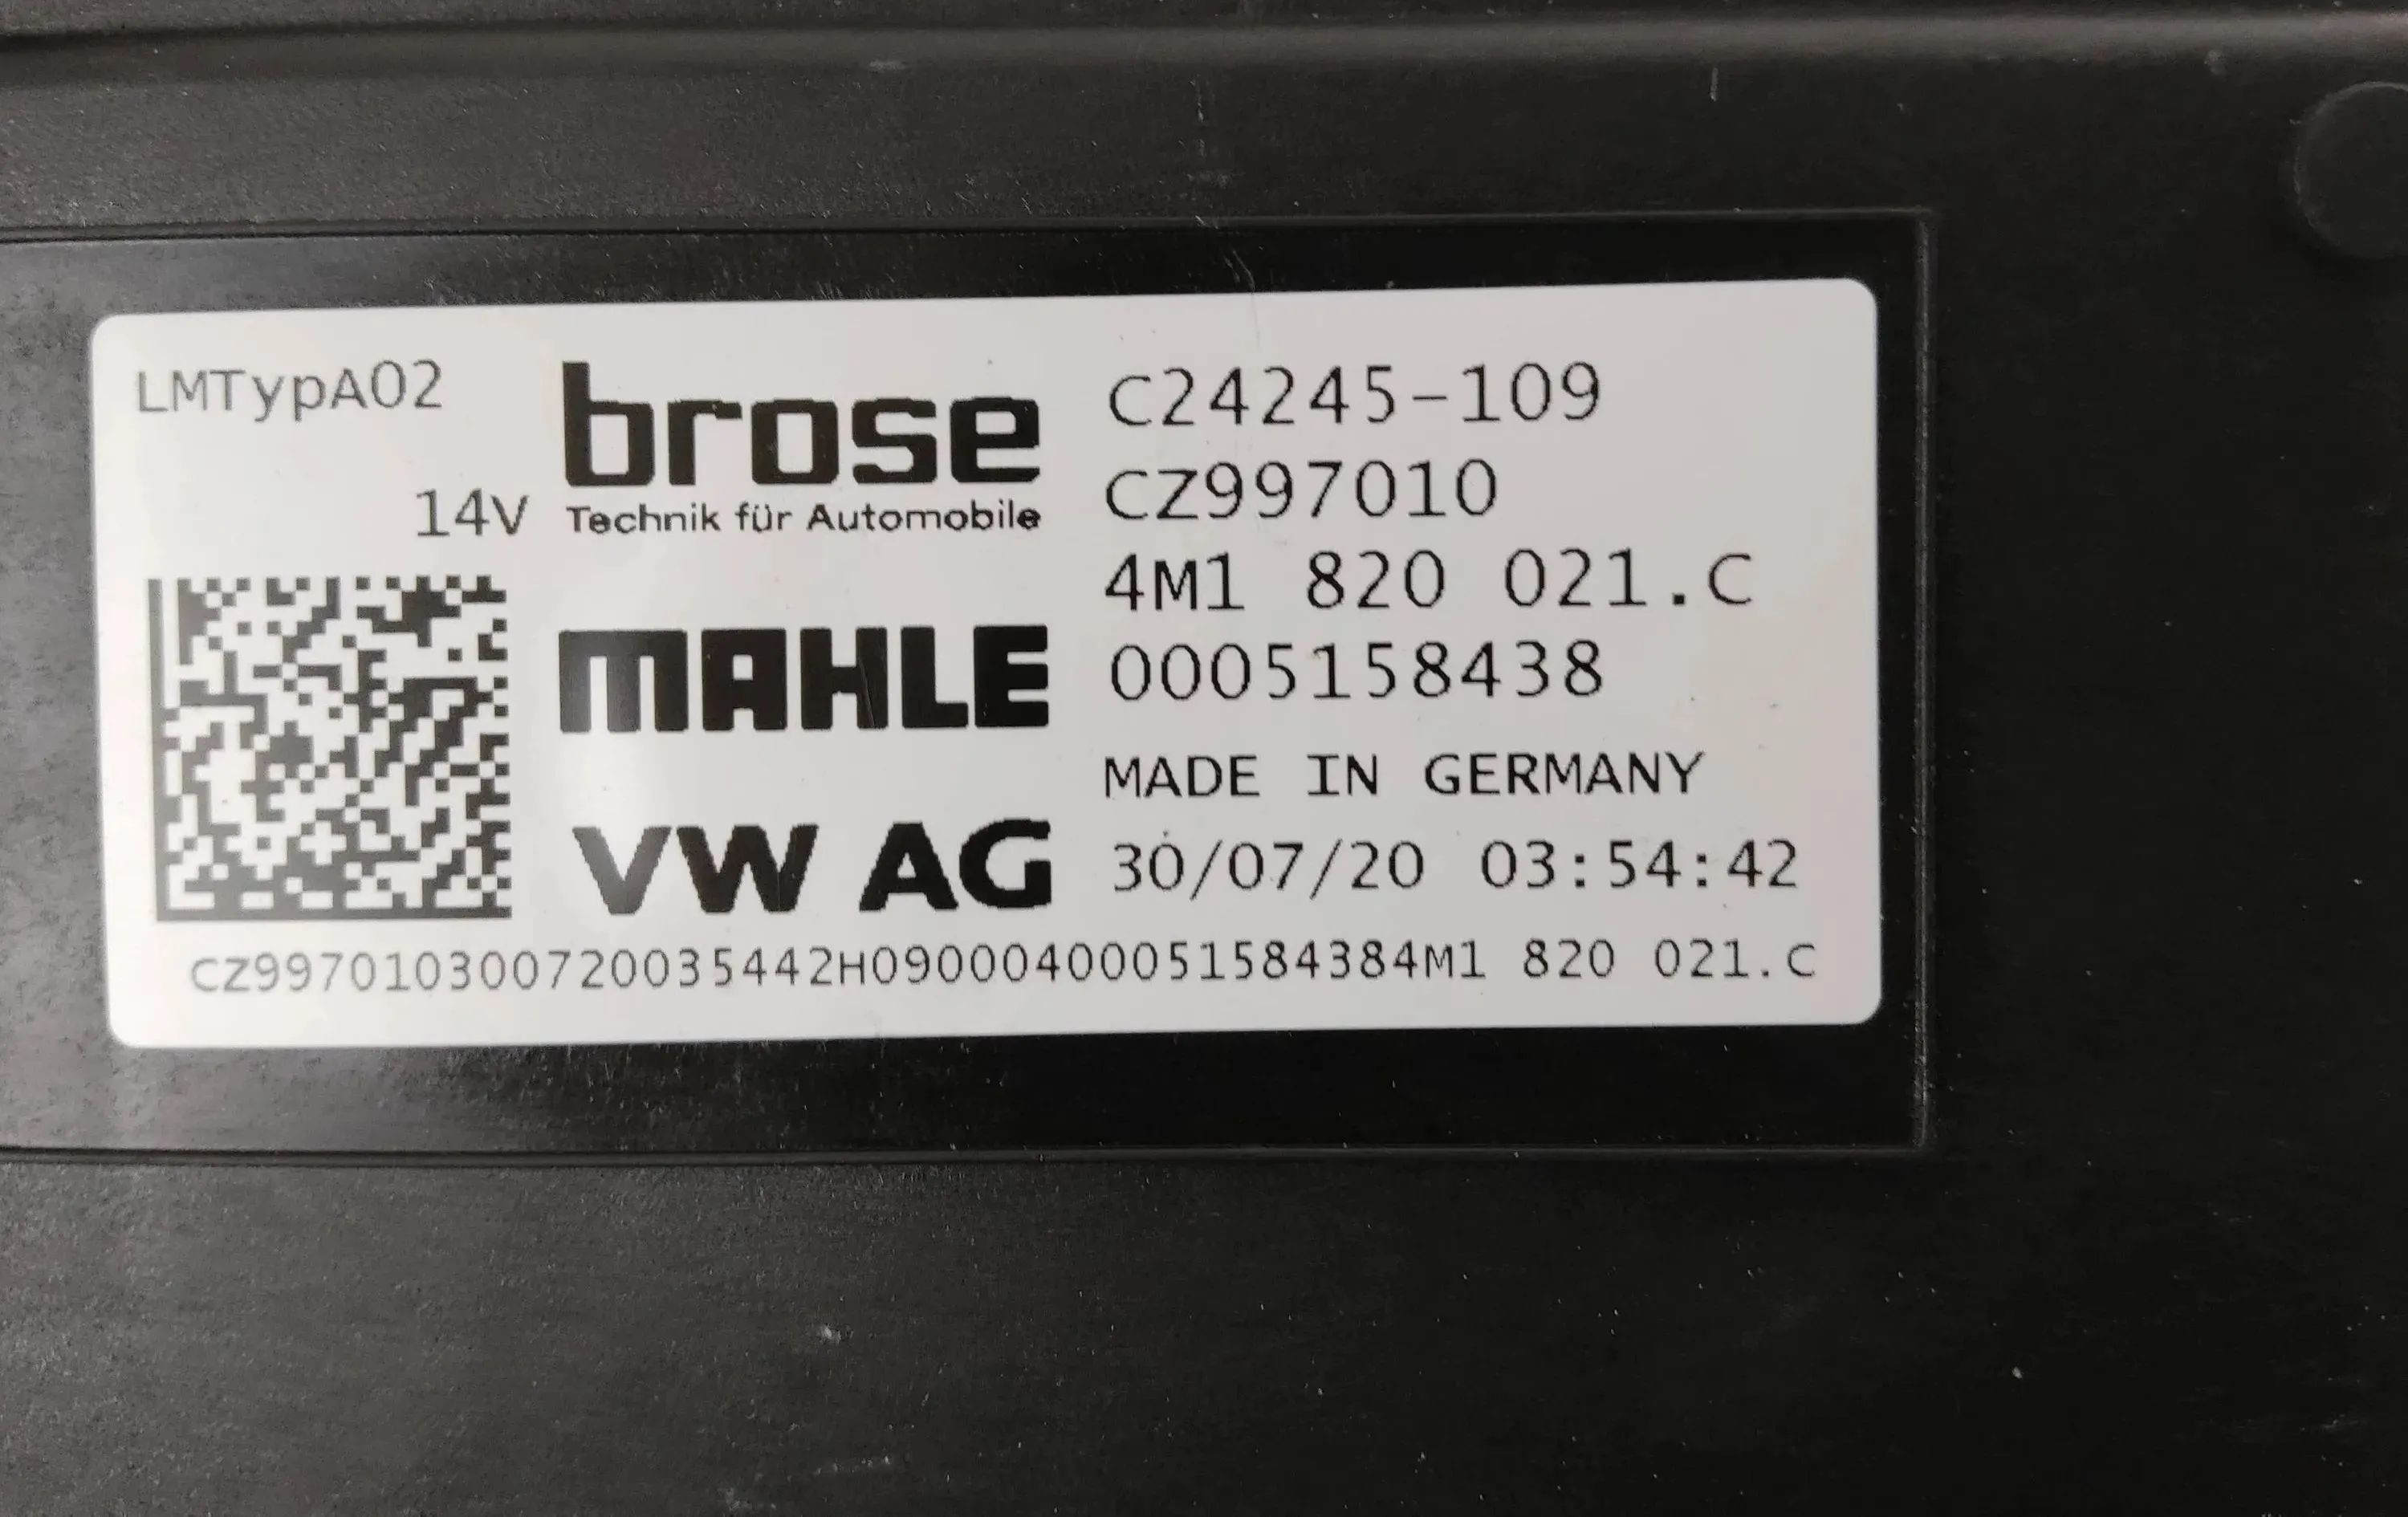 LMTypA02
14V
brose
Technik für Automobile
MAHLE
VW AG
C24245-109
CZ997010
4M1 820 021.C
0005158438
MADE IN GERMANY
30/07/20 03:54:42
CZ997010300720035442H09000400051584384M1 820 021.C